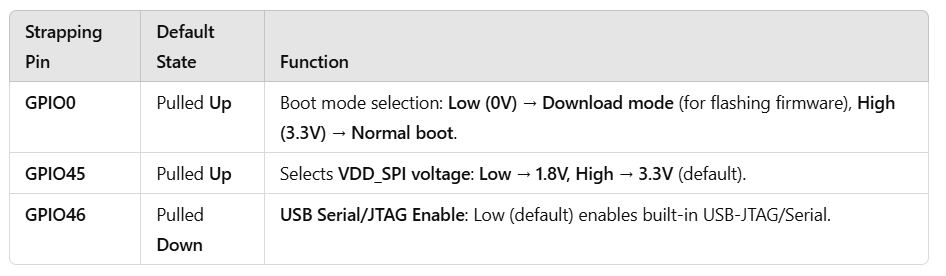 Strapping Default
Pin State Function
GPIO0 Pulled Up Boot mode selection: Low (0V) → Download mode (for flashing firmware), High
(3.3V) → Normal boot.
GPIO45 Pulled Up Selects VDD_SPI voltage: Low → 1.8V, High → 3.3V (default).
GPIO46 Pulled USB Serial/JTAG Enable: Low (default) enables built-in USB-JTAG/Serial.
Down